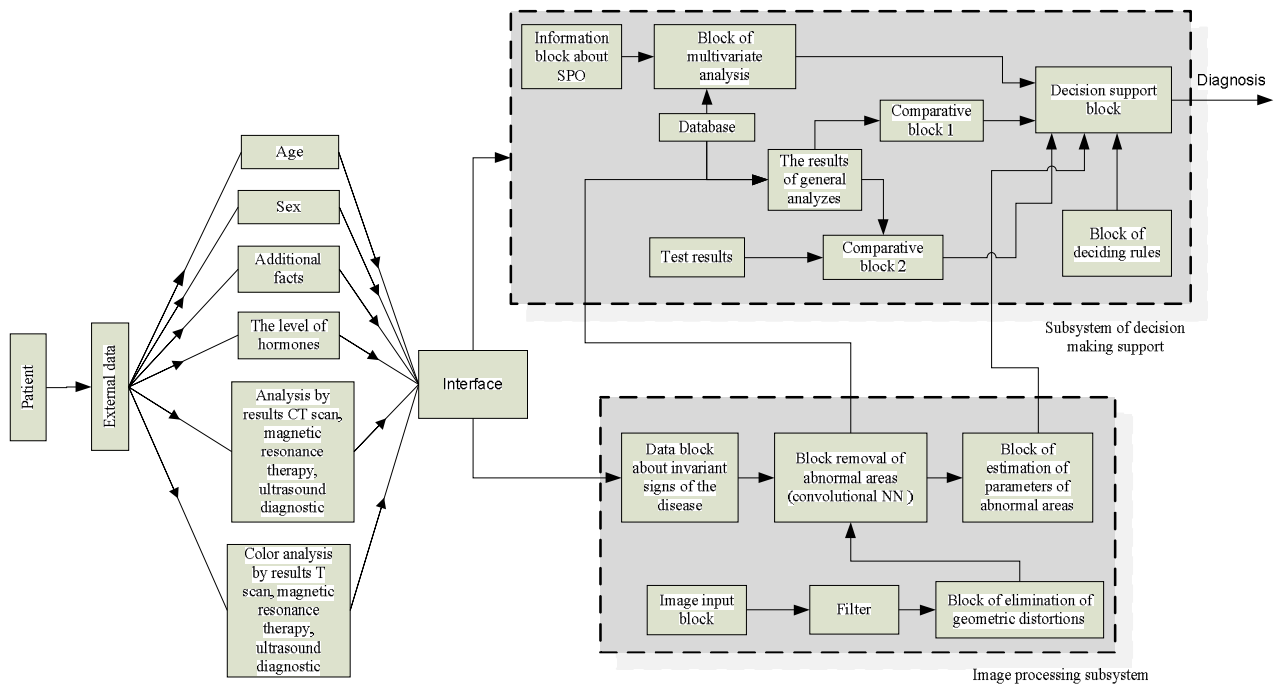 Patient
External data
Age
Sex
Additional
facts
The level of
hormones
Analysis by
results CT scan,
magnetic
resonance
therapy,
ultrasound
diagnostic
Color analysis
by results T
scan, magnetic
resonance
therapy,
ultrasound
diagnostic
Interface
Information
block about
SPO
Block of
multivariate
analysis
Database
The results
of general
analyzes
Comparative
block 1
Test results
Comparative
block 2
Decision support
block
Block of
deciding rules
Diagnosis
Subsystem of decision
making support
Data block
about invariant
signs of the
disease
Block removal of
abnormal areas
(convolutional NN )
Block of
estimation of
parameters of
abnormal areas
Image input
block
Filter
Block of elimination of
geometric distortions
Image processing subsystem